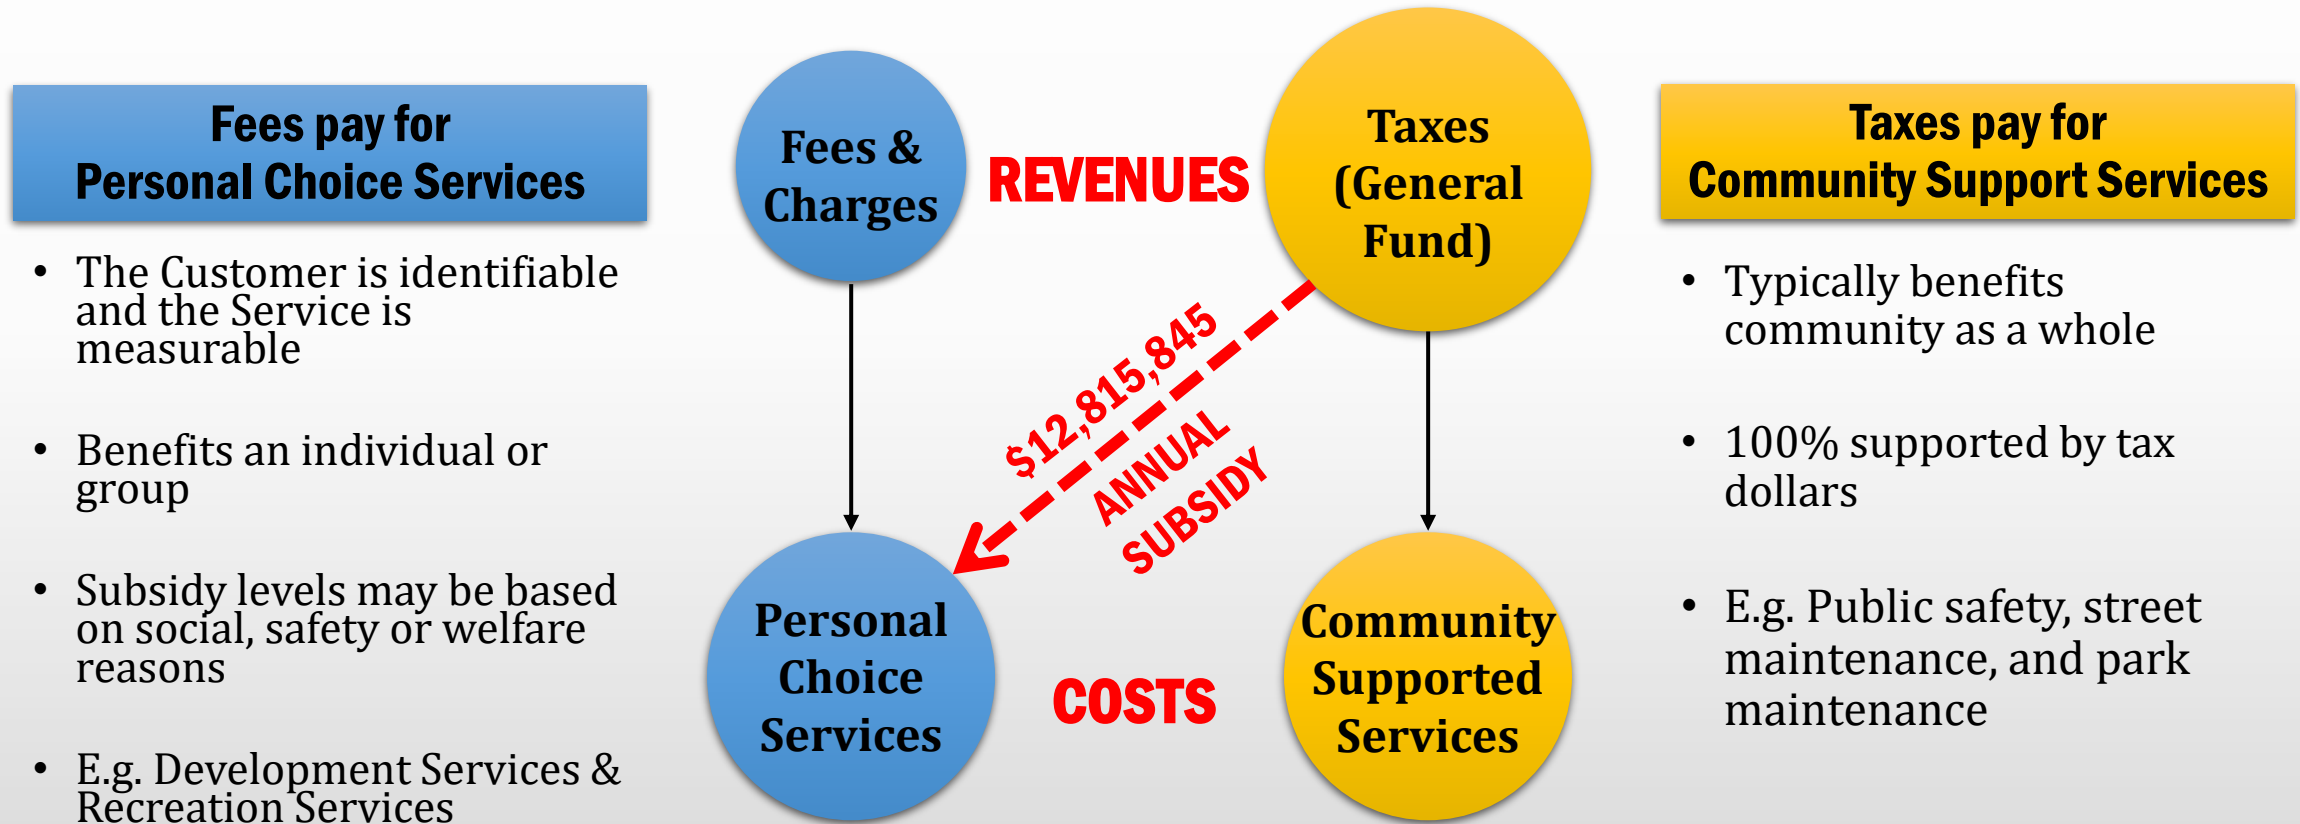 Fees pay for
Personal Choice Services
• The Customer is identifiable
and the Service is
measurable
• Benefits an individual or
group
• Subsidy levels may be based
on social, safety or welfare
reasons
• E.g. Development Services &
Recreation Services
Fees &
Charges
REVENUES
Taxes
(General
Fund)
$12,815,845
ANNUAL
SUBSIDY
Personal
Choice
Services
COSTS
Community
Supported
Services
Taxes pay for
Community Support Services
• Typically benefits
community as a whole
• 100% supported by tax
dollars
• E.g. Public safety, street
maintenance, and park
maintenance